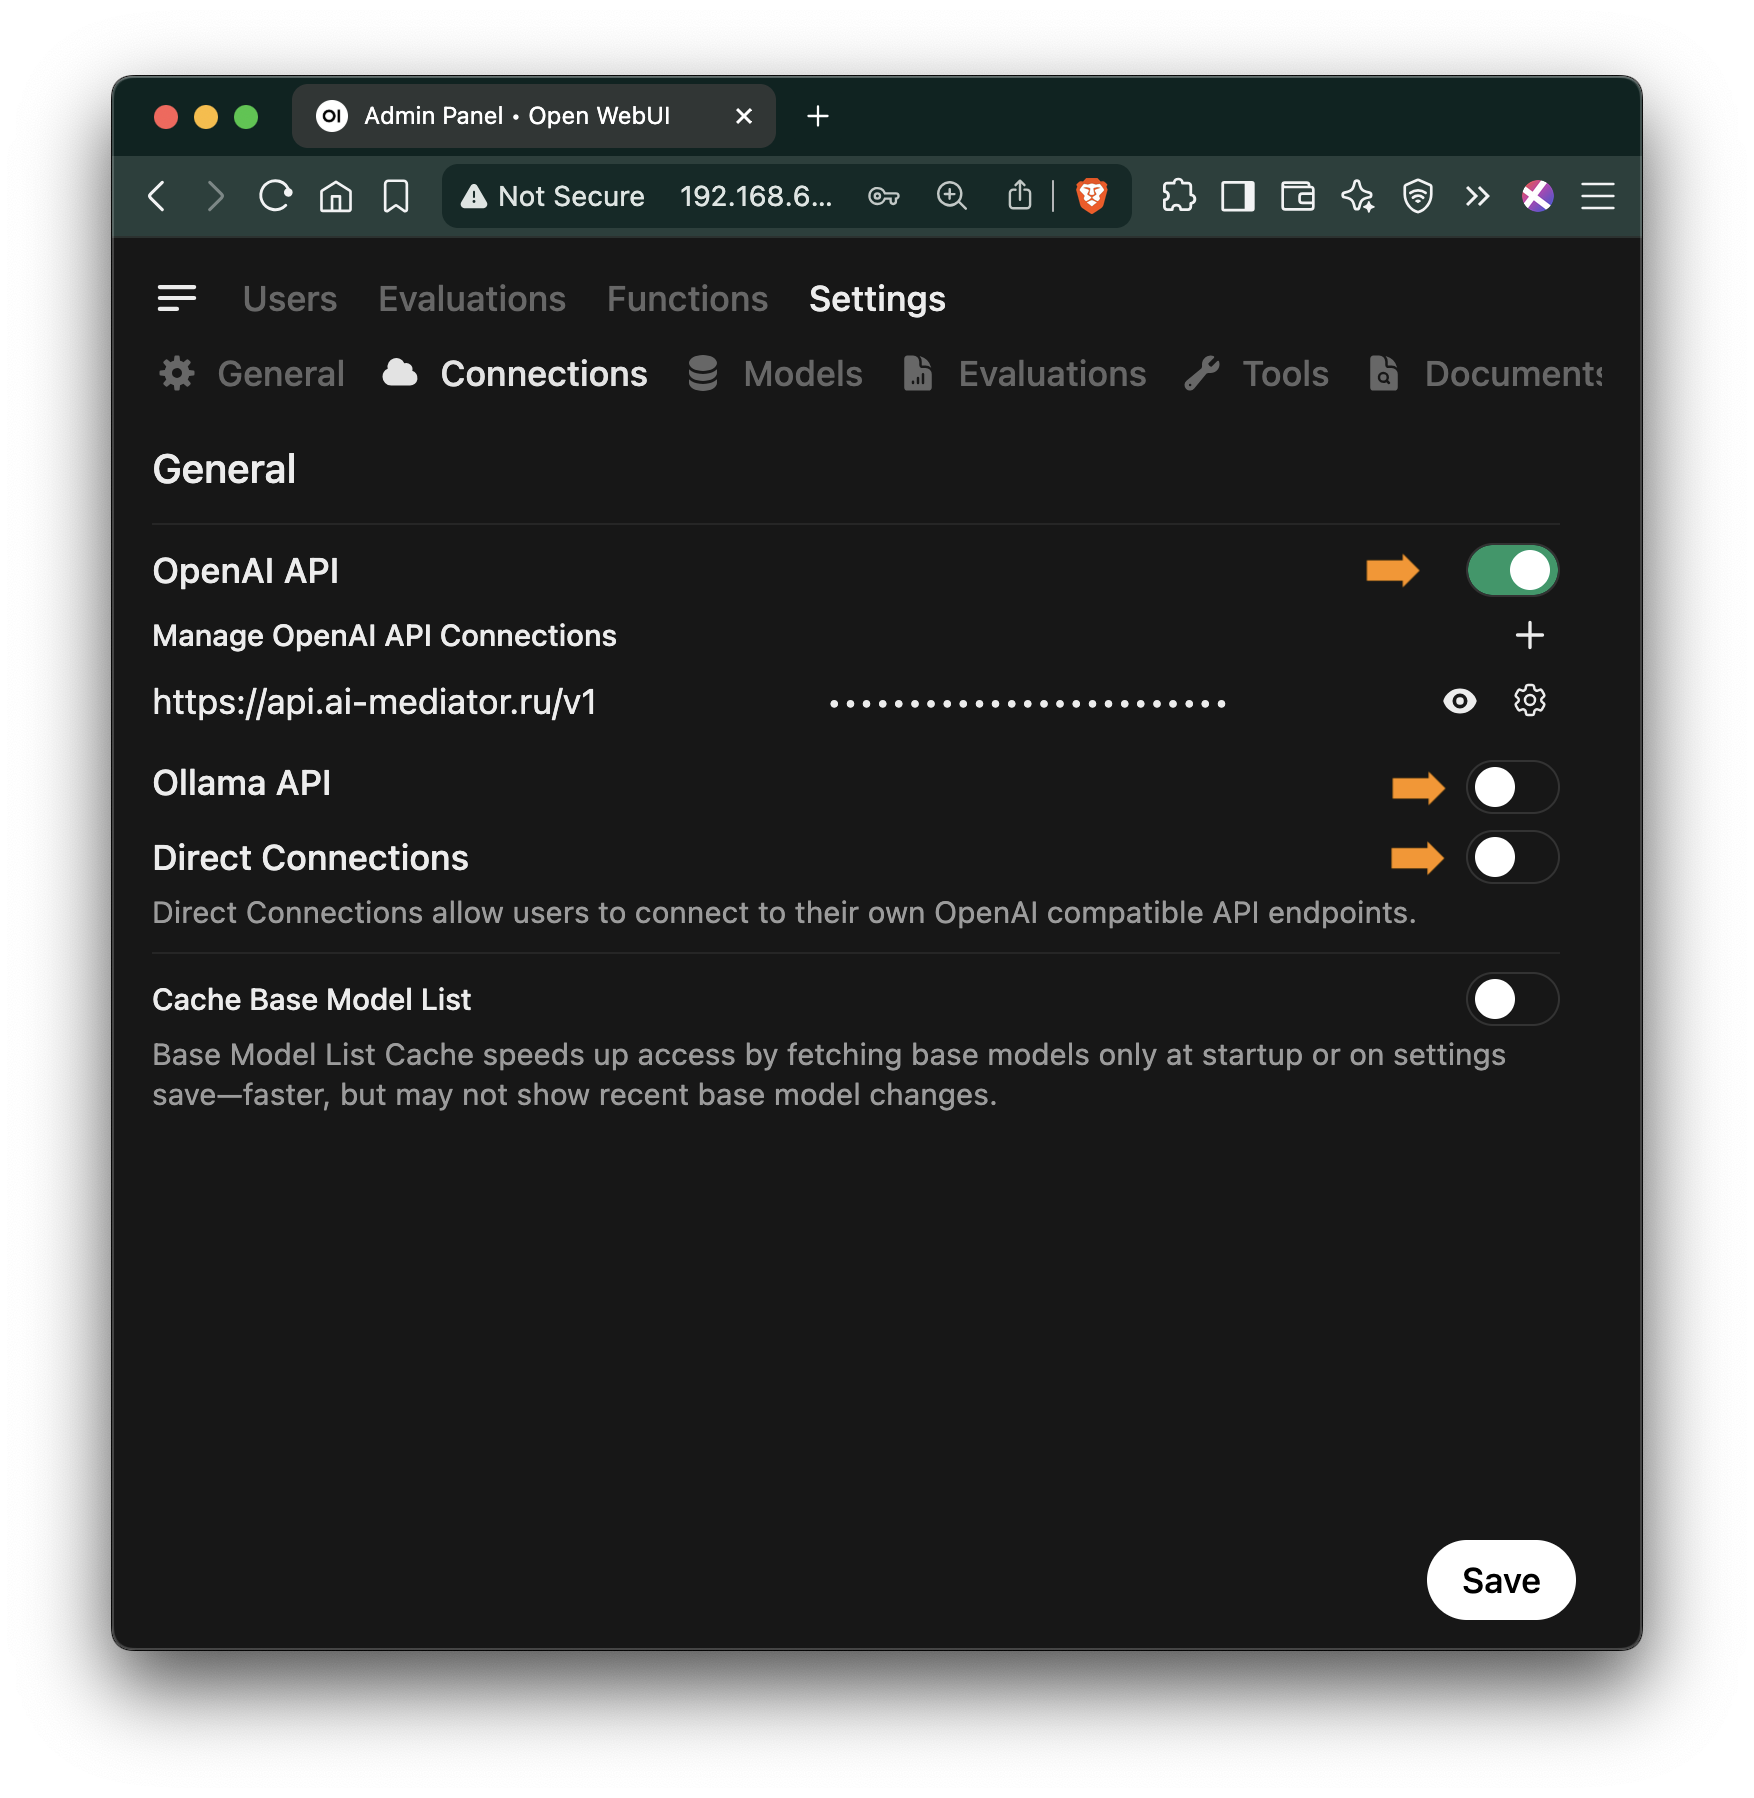 Admin Panel • Open WebUI
Not Secure 192.168.6...
Users Evaluations Functions Settings
General Connections Models Evaluations Tools Documents
General
OpenAI API
Manage OpenAI API Connections
https://api.ai-mediator.ru/v1 •••••••••••••••••••••••••
Ollama API
Direct Connections
Direct Connections allow users to connect to their own OpenAI compatible API endpoints.
Cache Base Model List
Base Model List Cache speeds up access by fetching base models only at startup or on settings
save—faster, but may not show recent base model changes.
Save